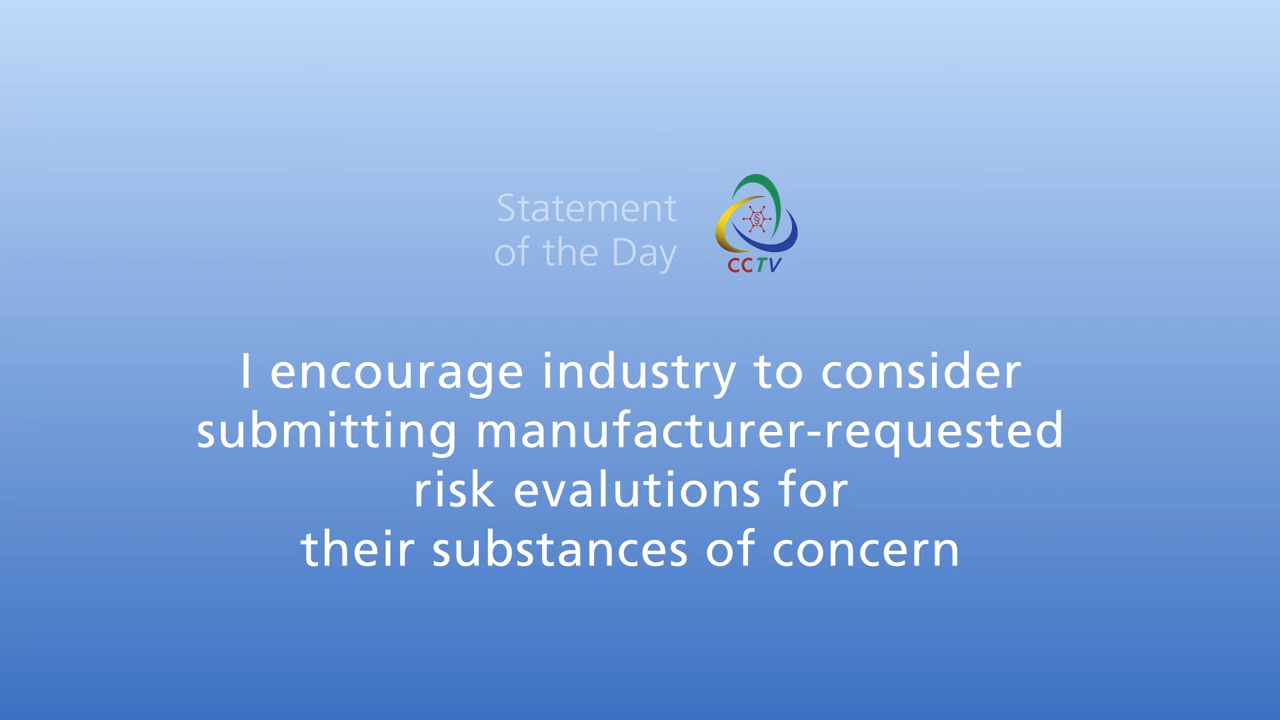 Statement
of the Day
§
CCTV
I encourage industry to consider
submitting manufacturer-requested
risk evalutions for
their substances of concern